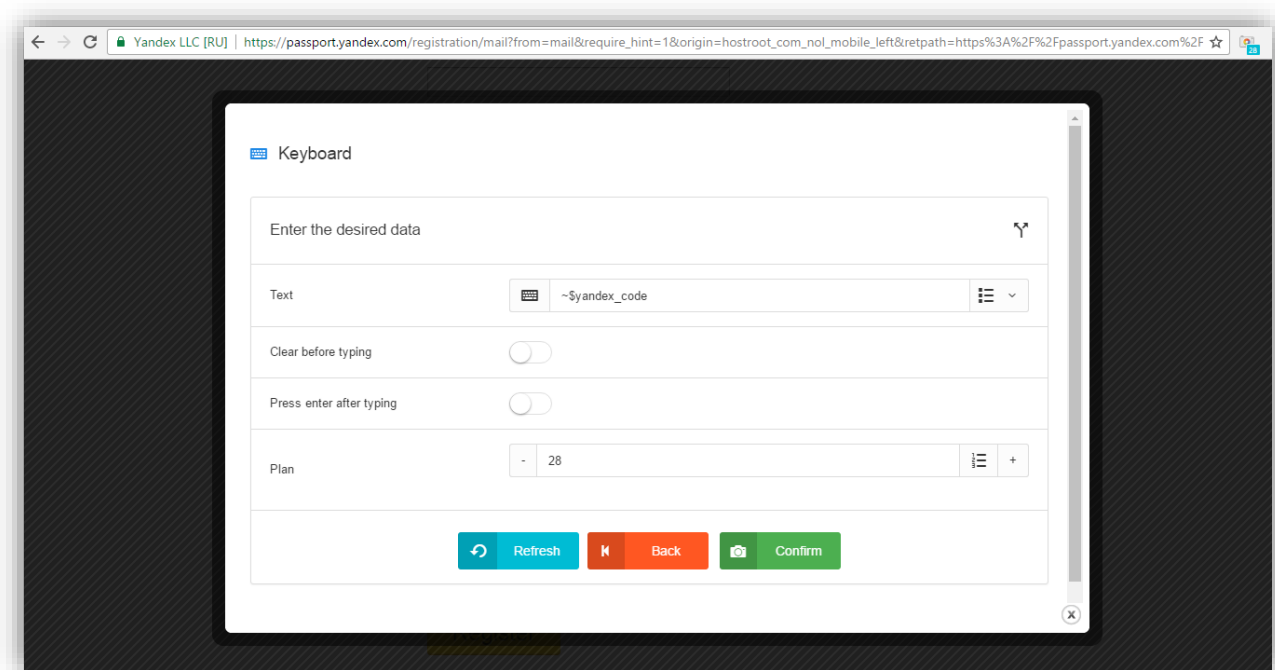 Yandex LLC [RU] | https://passport.yandex.com/registration/mail?from=mail&require_hint=1&origin=hostroot_com_nol_mobile_left&retpath=https%3A%2F%2Fpassport.yandex.com%2F
28
Keyboard
Enter the desired data
Text
~$yandex_code
Clear before typing
Press enter after typing
Plan
- 28 +
Refresh Back Confirm
x
Register